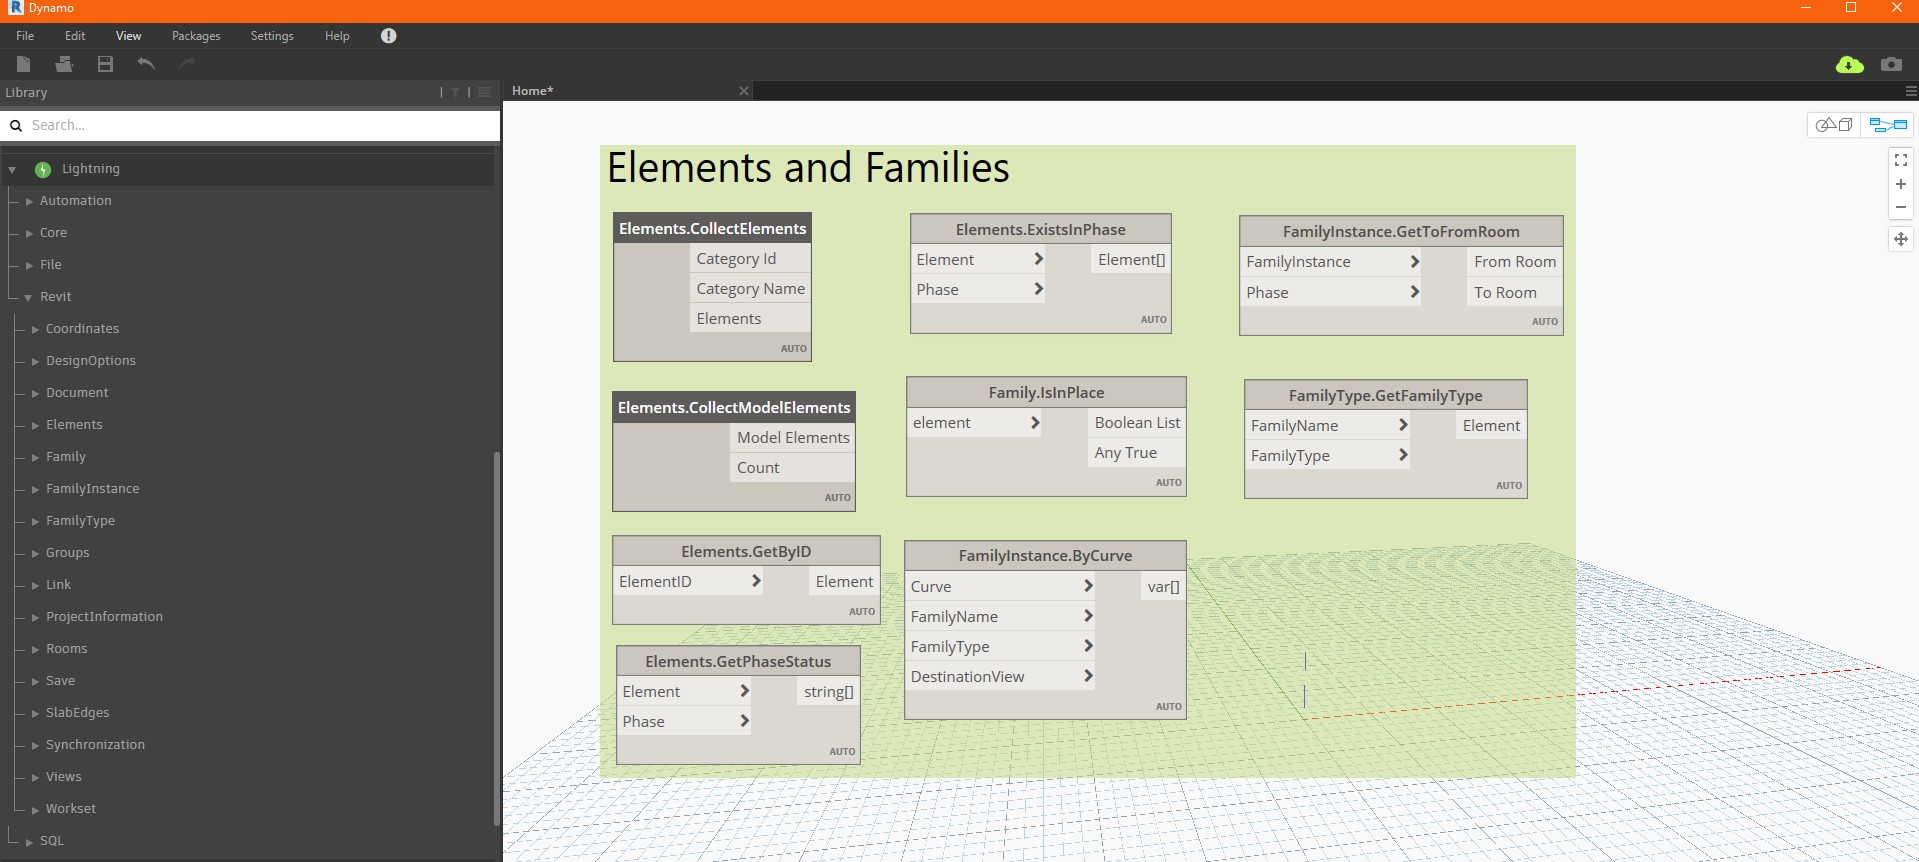 Dynamo
File Edit View Packages Settings Help
Library
Search...
Lightning
Automation
Core
File
Revit
Coordinates
DesignOptions
Document
Elements
Family
FamilyInstance
FamilyType
Groups
Link
ProjectInformation
Rooms
Save
SlabEdges
Synchronization
Views
Workset
SQL
Home*
Elements and Families
Elements.CollectElements
Category Id
Category Name
Elements
AUTO
Elements.CollectModelElements
Model Elements
Count
AUTO
Elements.GetByID
ElementID Element
AUTO
Elements.GetPhaseStatus
Element string[]
Phase
AUTO
Elements.ExistsInPhase
Element Element[]
Phase
AUTO
Family.IsInPlace
element Boolean List
Any True
AUTO
FamilyInstance.ByCurve
Curve var[]
FamilyName
FamilyType
DestinationView
AUTO
FamilyInstance.GetToFromRoom
FamilyInstance From Room
Phase To Room
AUTO
FamilyType.GetFamilyType
FamilyName Element
FamilyType
AUTO